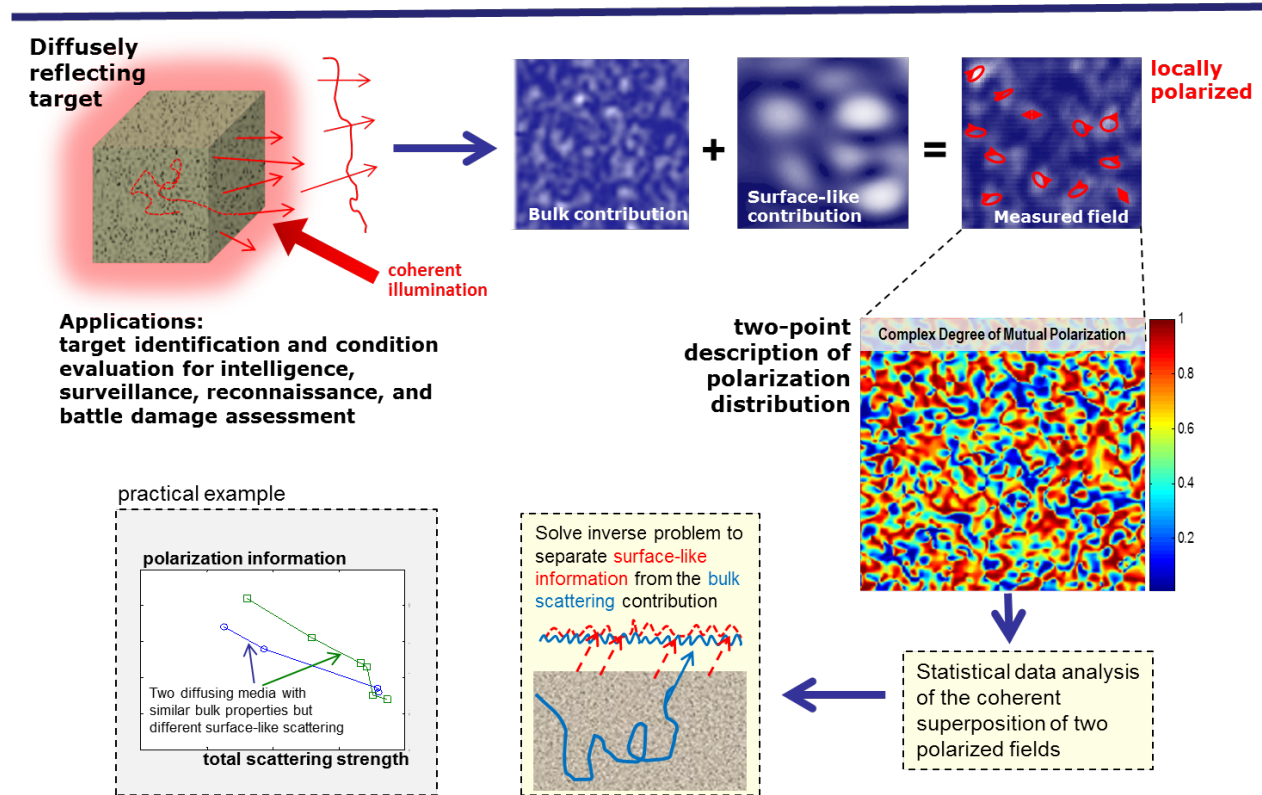 Diffusely
reflecting
target
coherent
illumination
Bulk contribution
+
Surface-like
contribution
=
Measured field
locally
polarized
Applications:
target identification and condition
evaluation for intelligence,
surveillance, reconnaissance, and
battle damage assessment
two-point
description of
polarization
distribution
Complex Degree of Mutual Polarization
1
0.8
0.6
0.4
0.2
practical example
polarization information
Two diffusing media with
similar bulk properties but
different surface-like scattering
total scattering strength
Solve inverse problem to
separate surface-like
information from the bulk
scattering contribution
Statistical data analysis
of the coherent
superposition of two
polarized fields